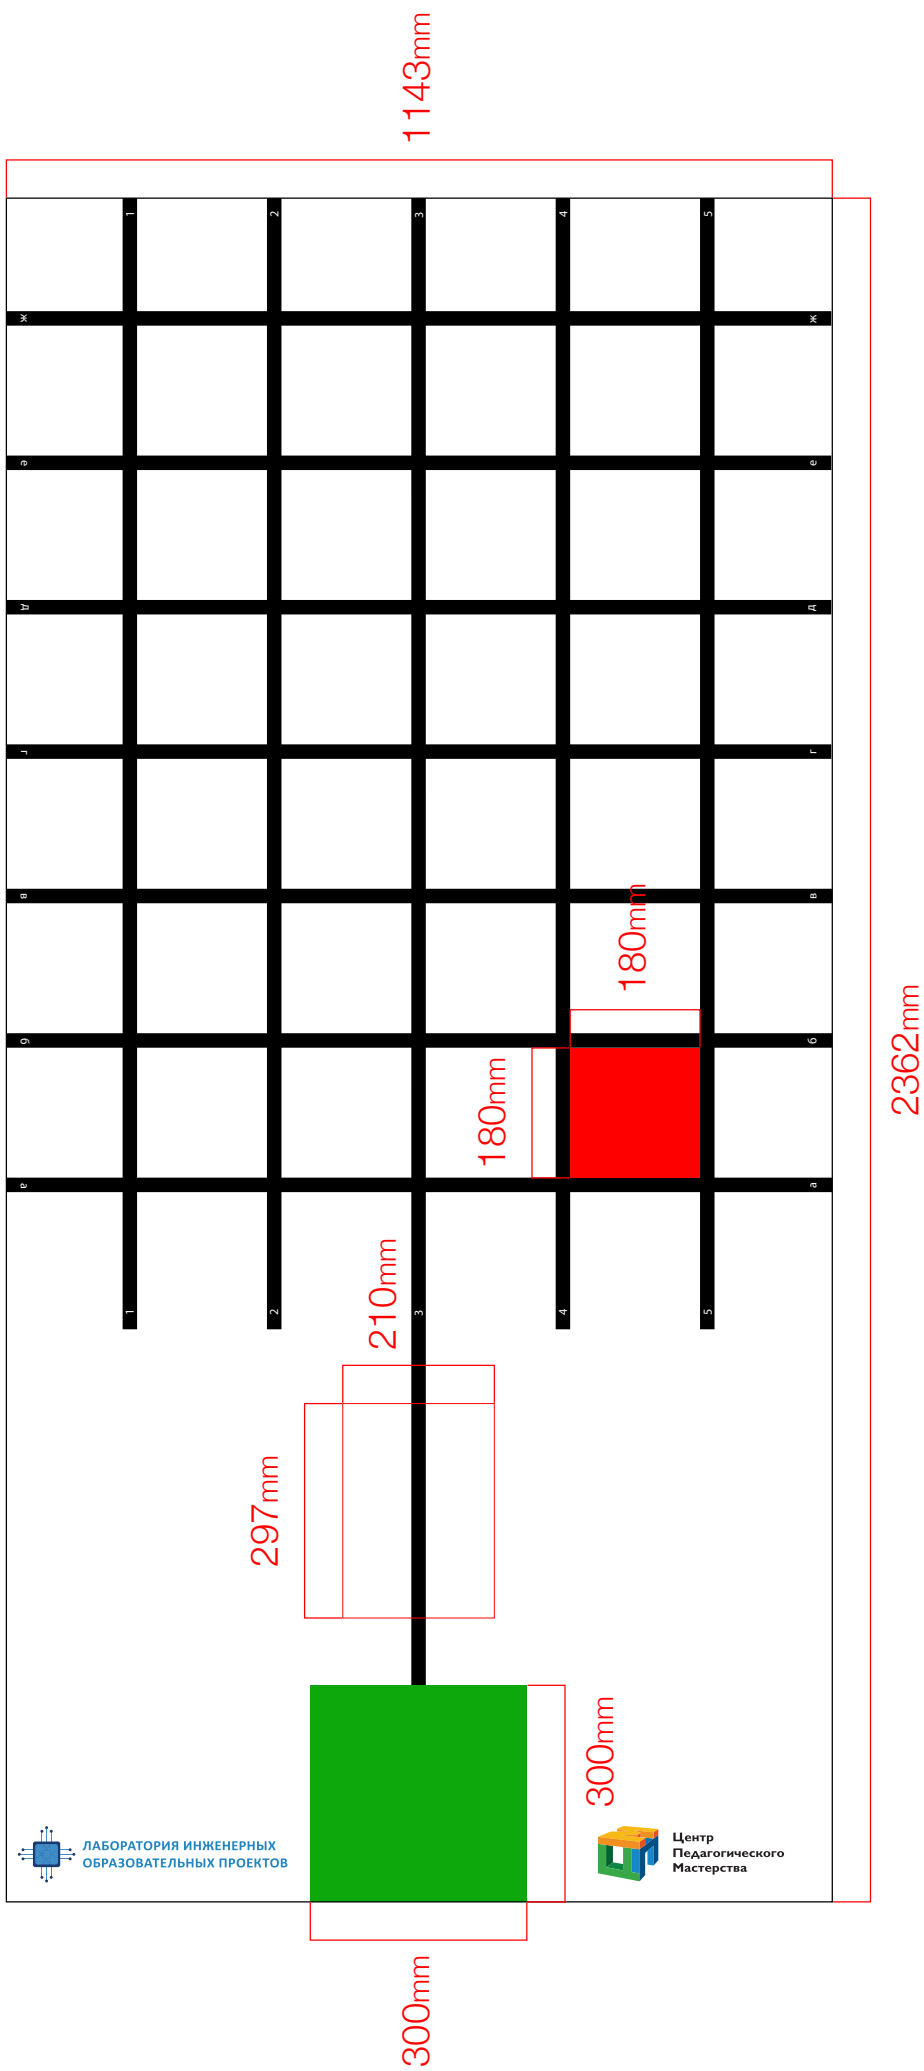 1143mm
1
2
3
4
5
ж
ж
е
е
д
д
г
г
в
в
180mm
2362mm
б
б
180mm
а
а
210mm
1
2
3
4
5
297mm
300mm
ЛАБОРАТОРИЯ ИНЖЕНЕРНЫХ
ОБРАЗОВАТЕЛЬНЫХ ПРОЕКТОВ
Центр
Педагогического
Мастерства
300mm